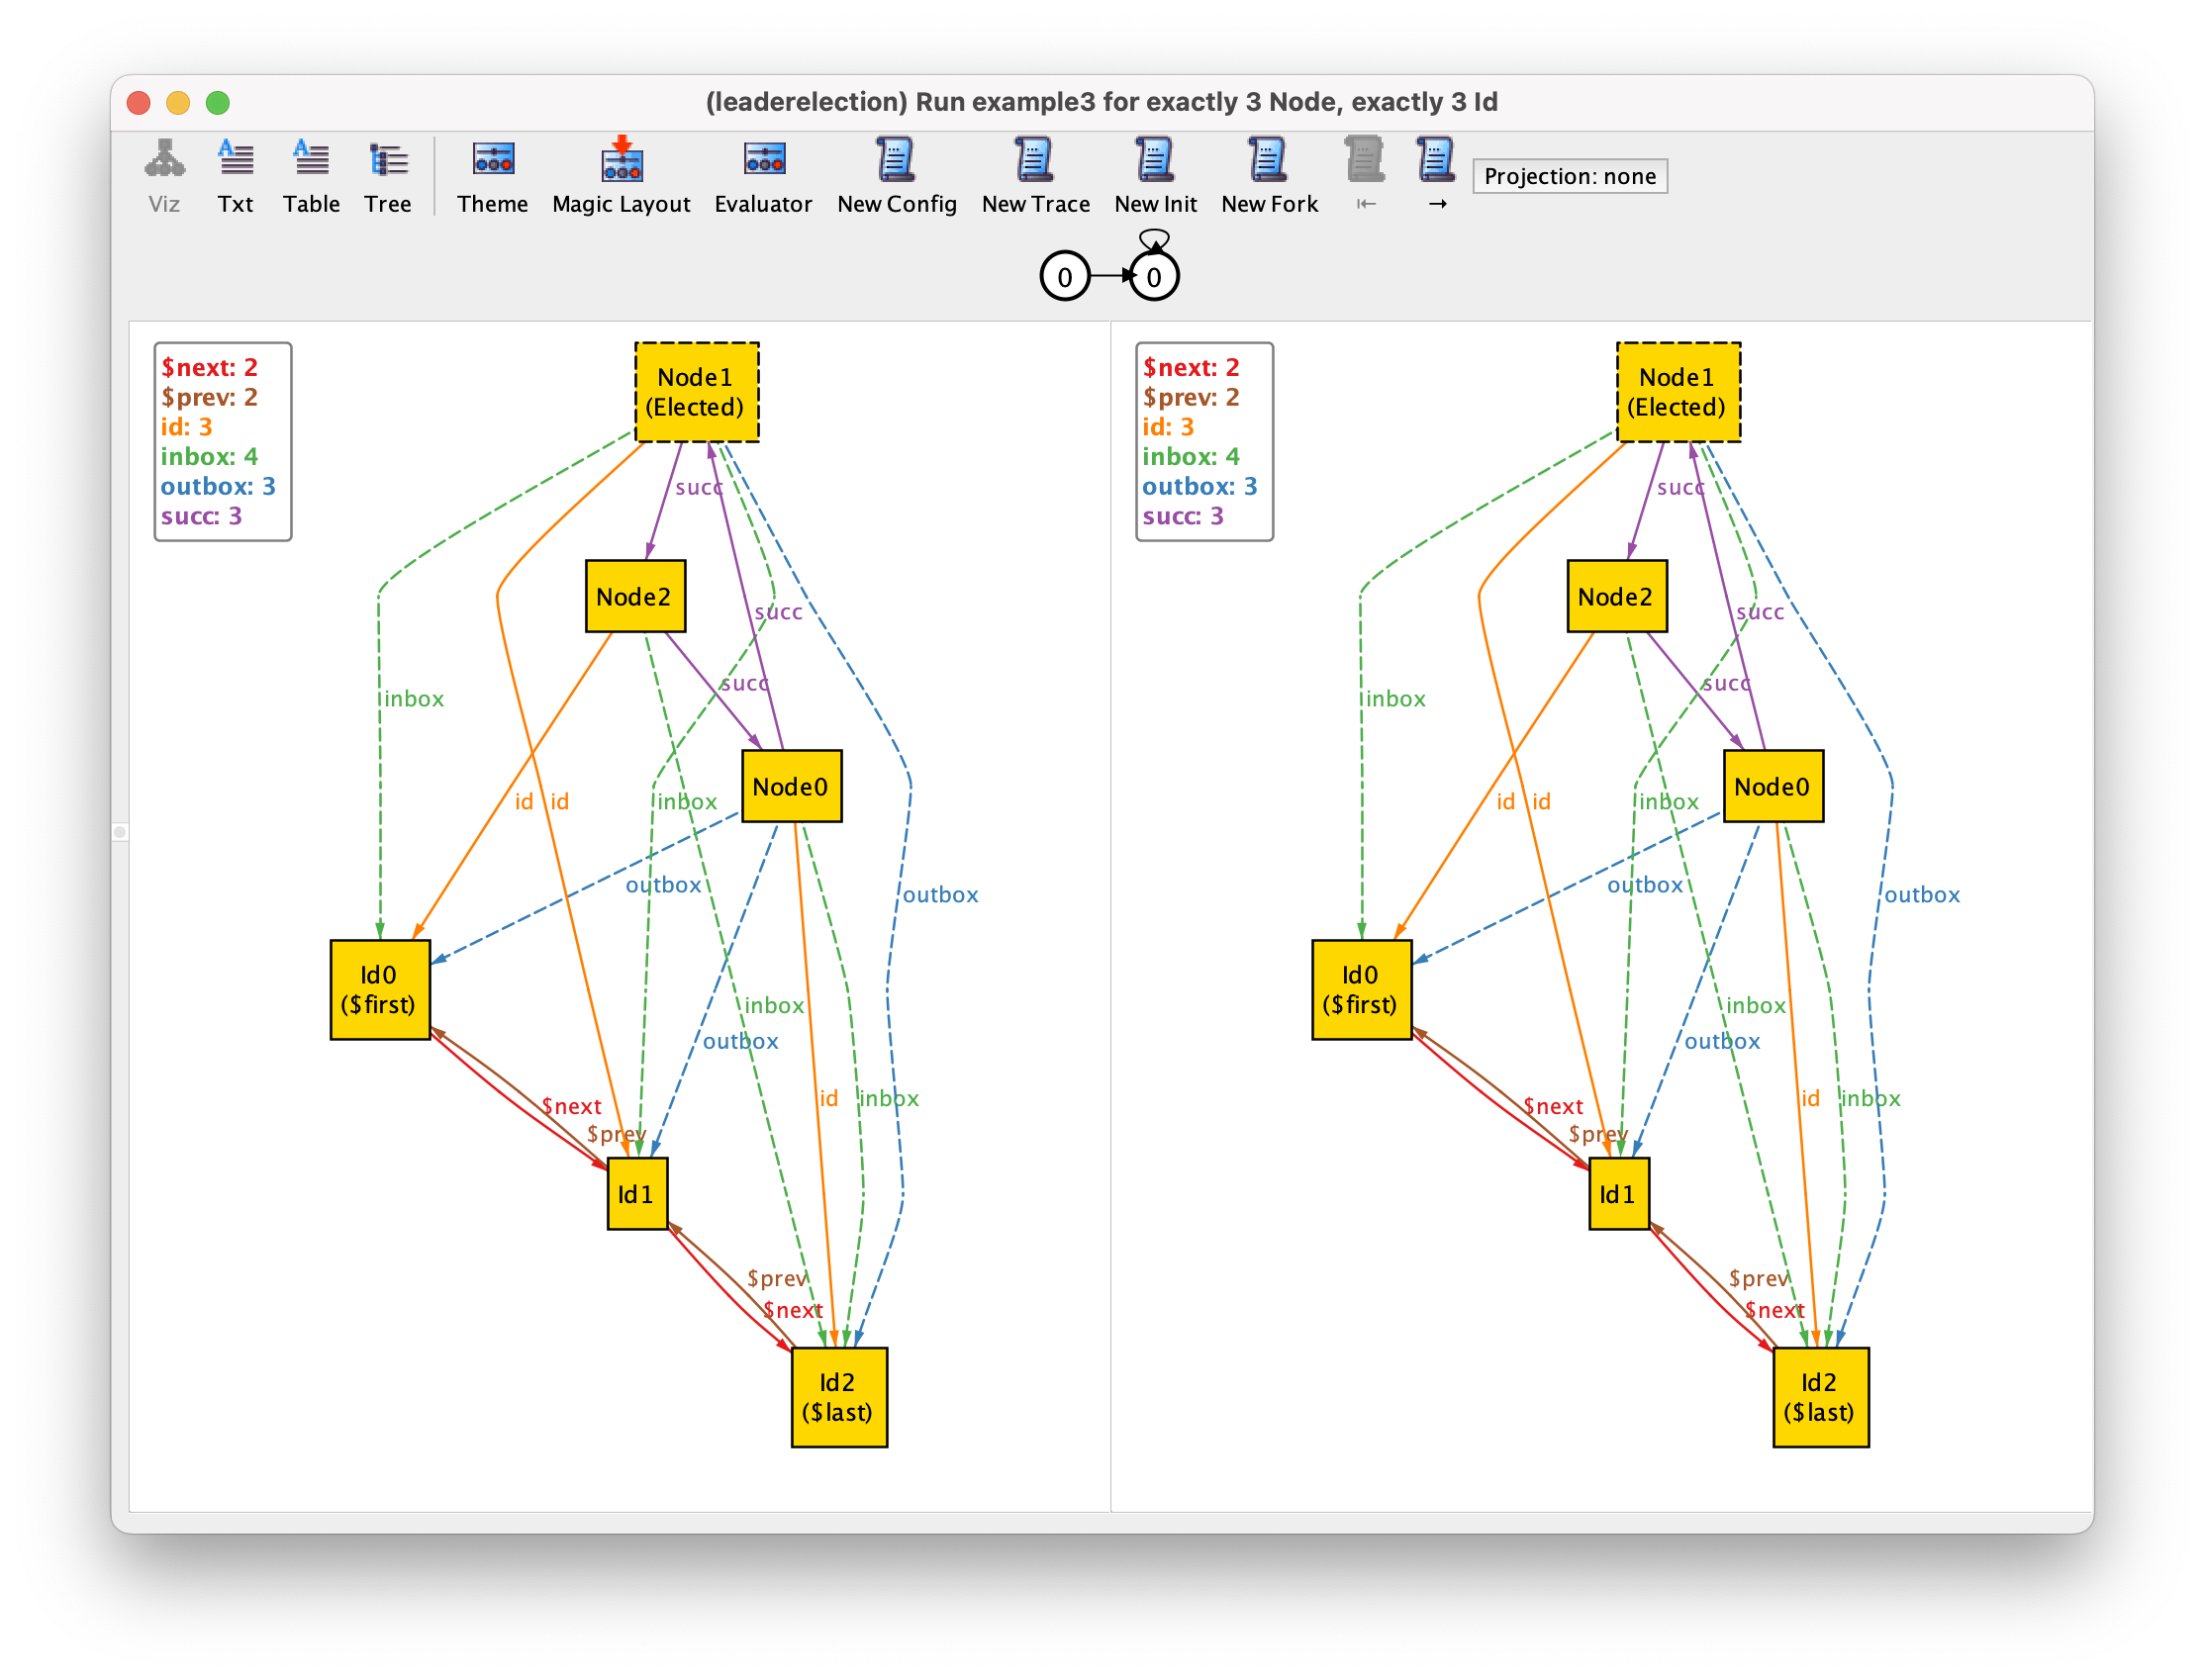 (leaderelection) Run example3 for exactly 3 Node, exactly 3 Id
Viz Txt Table Tree Theme Magic Layout Evaluator New Config New Trace New Init New Fork ⇤ → Projection: none
0 0
$next: 2
$prev: 2
id: 3
inbox: 4
outbox: 3
succ: 3
Node1
(Elected)
succ
Node2
succ
succ
inbox
Node0
id id inbox
outbox
outbox
Id0
($first)
inbox
outbox
$next
id inbox
$prev
Id1
$prev
$next
Id2
($last)
$next: 2
$prev: 2
id: 3
inbox: 4
outbox: 3
succ: 3
Node1
(Elected)
succ
Node2
succ
succ
inbox
Node0
id id inbox
outbox
outbox
Id0
($first)
inbox
outbox
$next
id inbox
$prev
Id1
$prev
$next
Id2
($last)